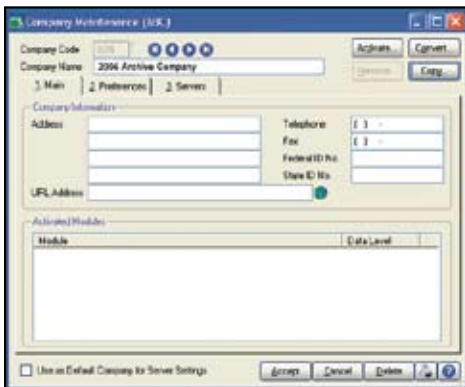 Company Maintenance (ABC)
Company Code
Activate... Convert...
Company Name 2006 Archive Company
Remove... Copy...
1. Main 2. Preferences 3. Servers
Company Information
Address Telephone ( ) -
Fax ( ) -
Federal ID No.
State ID No.
URL Address
Activated Modules
Module Data Level
Use as Default Company for Server Settings
Accept Cancel Delete